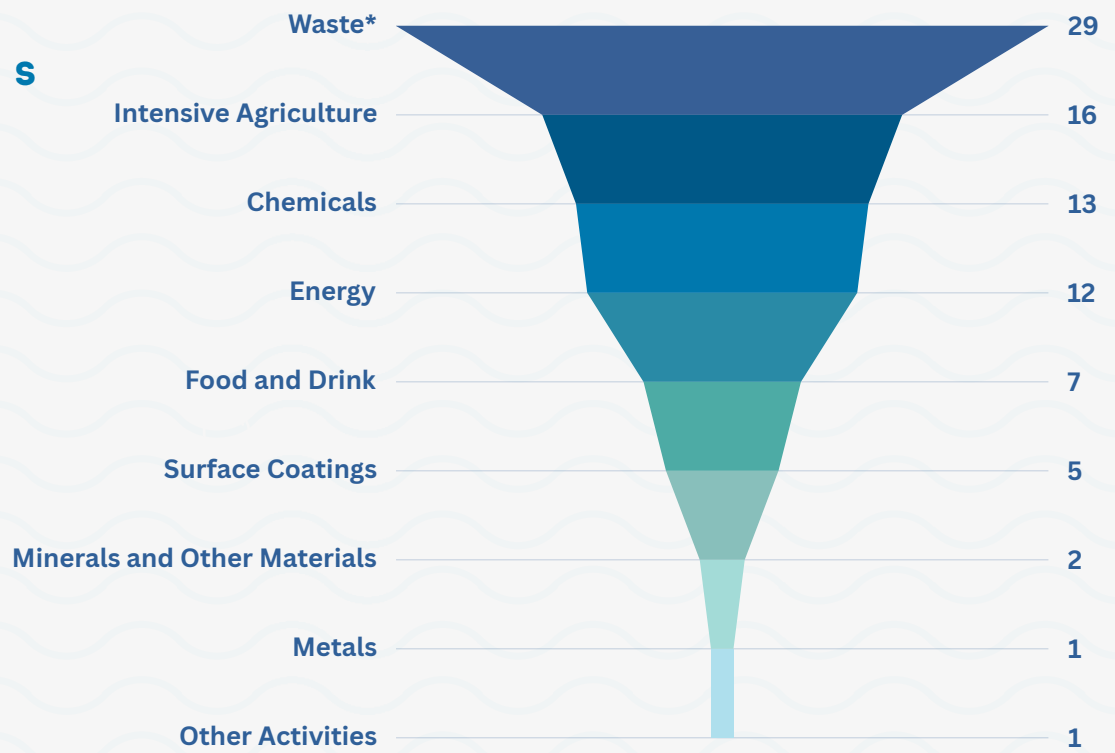 Waste* 29
s
Intensive Agriculture 16
Chemicals 13
Energy 12
Food and Drink 7
Surface Coatings 5
Minerals and Other Materials 2
Metals 1
Other Activities 1